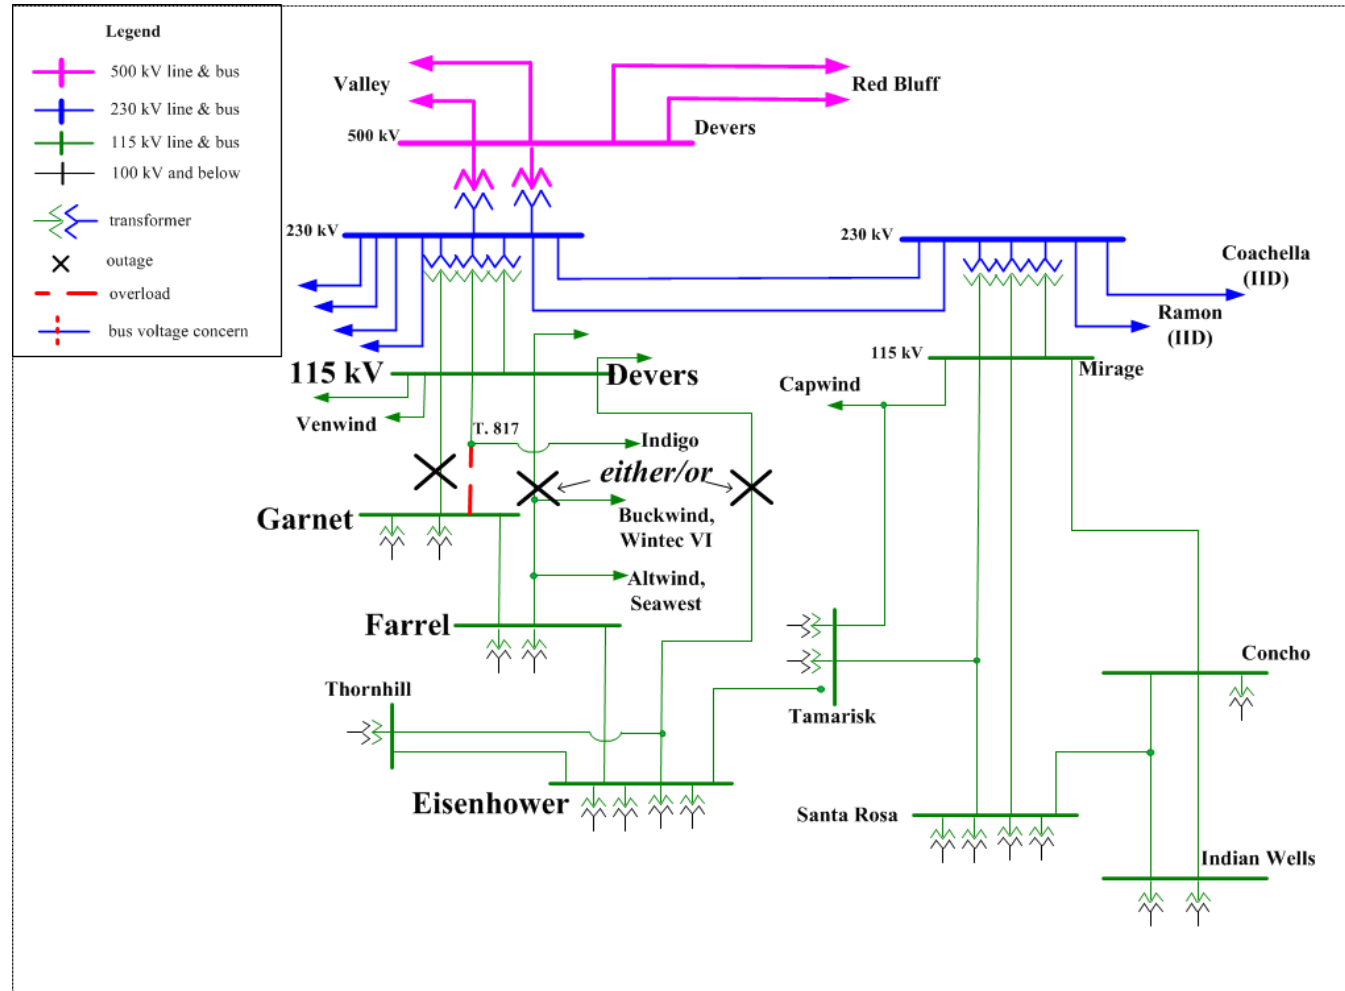 Legend
500 kV line & bus
230 kV line & bus
115 kV line & bus
100 kV and below
transformer
outage
overload
bus voltage concern
Valley
Red Bluff
500 kV
Devers
230 kV
230 kV
Coachella
(IID)
Ramon
(IID)
115 kV
Devers
115 kV
Mirage
Capwind
Venwind
T. 817
Indigo
either/or
Garnet
Buckwind,
Wintec VI
Altwind,
Seawest
Farrel
Thornhill
Tamarisk
Concho
Eisenhower
Santa Rosa
Indian Wells